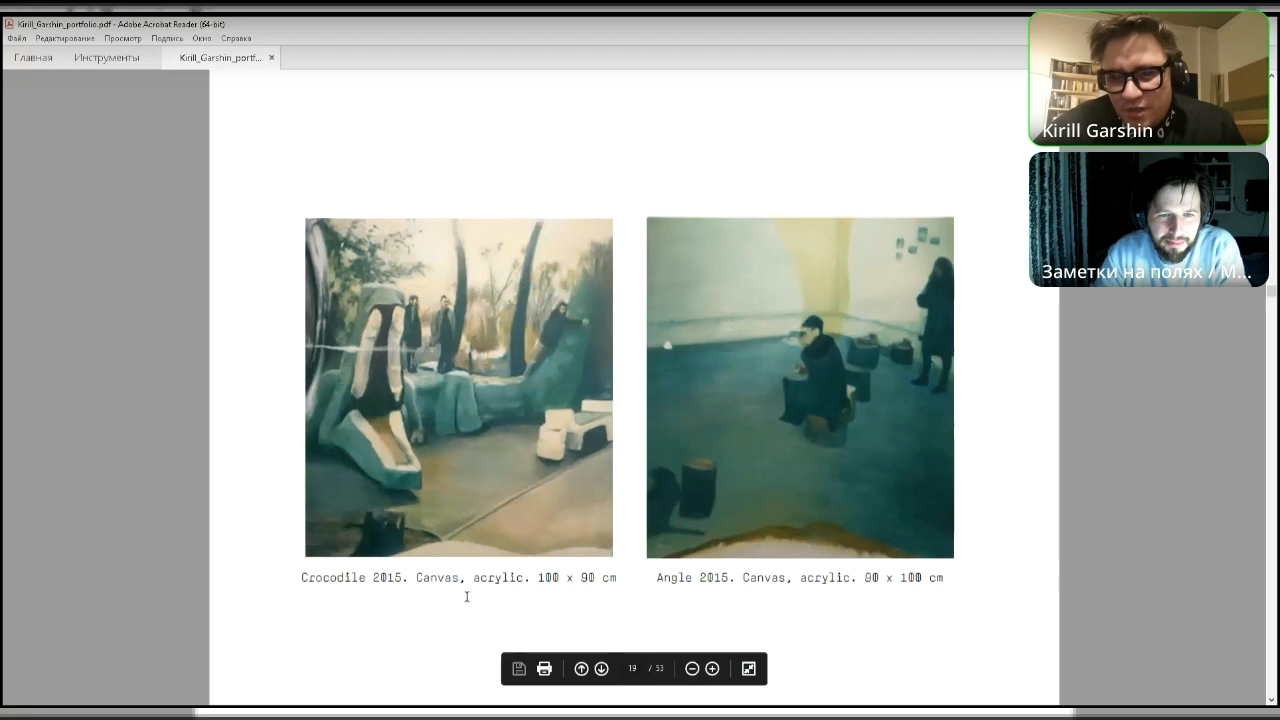 Kirill_Garshin_portfolio.pdf - Adobe Acrobat Reader (64-bit)
Файл Редактирование Просмотр Подпись Окно Справка
Главная Инструменты Kirill_Garshin_portf... ×
Kirill Garshin
Заметки на полях / М...
Crocodile 2015. Canvas, acrylic. 100 x 90 cm
Angle 2015. Canvas, acrylic. 90 x 100 cm
19 / 53